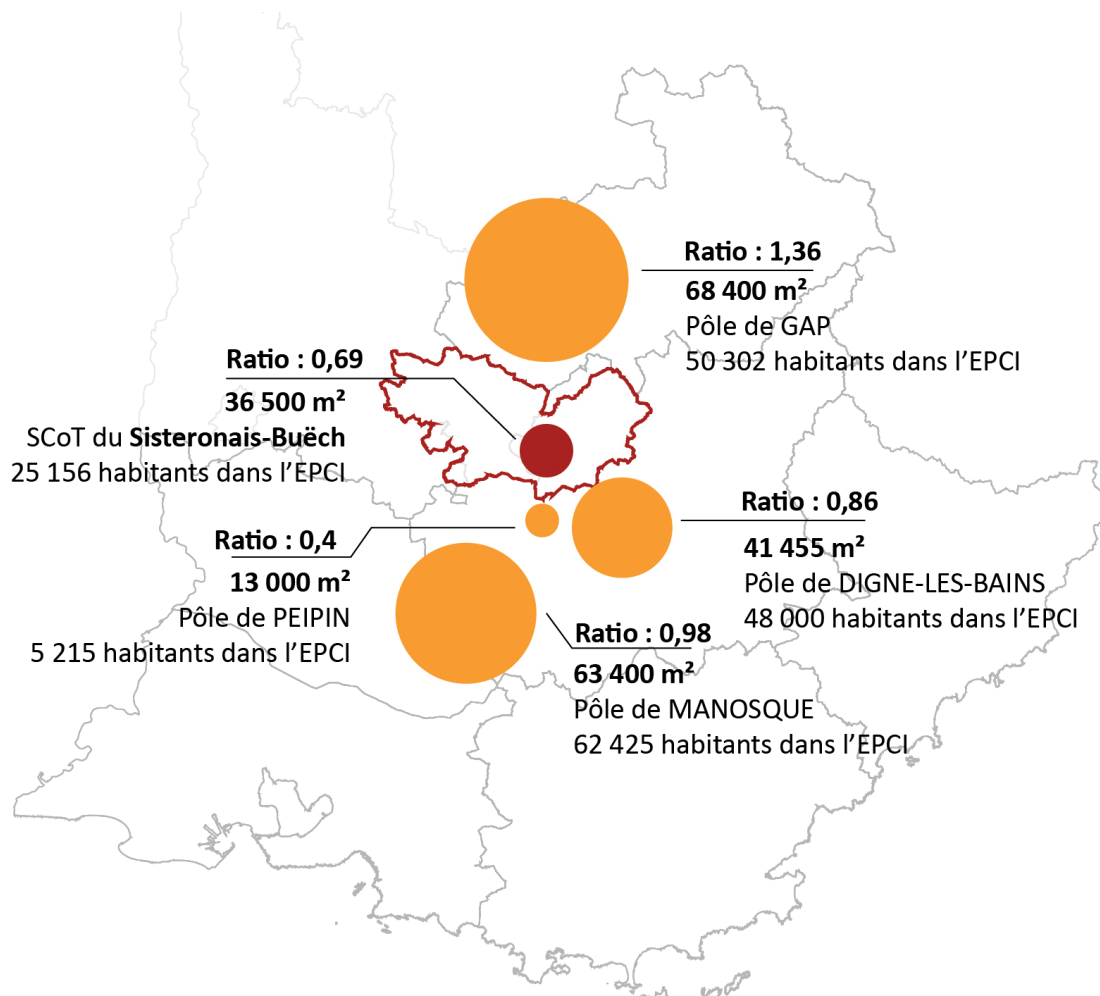 Ratio : 1,36
68 400 m²
Pôle de GAP
50 302 habitants dans l’EPCI
Ratio : 0,69
36 500 m²
SCoT du Sisteronais-Buëch
25 156 habitants dans l’EPCI
Ratio : 0,86
41 455 m²
Pôle de DIGNE-LES-BAINS
48 000 habitants dans l’EPCI
Ratio : 0,4
13 000 m²
Pôle de PEIPIN
5 215 habitants dans l’EPCI
Ratio : 0,98
63 400 m²
Pôle de MANOSQUE
62 425 habitants dans l’EPCI